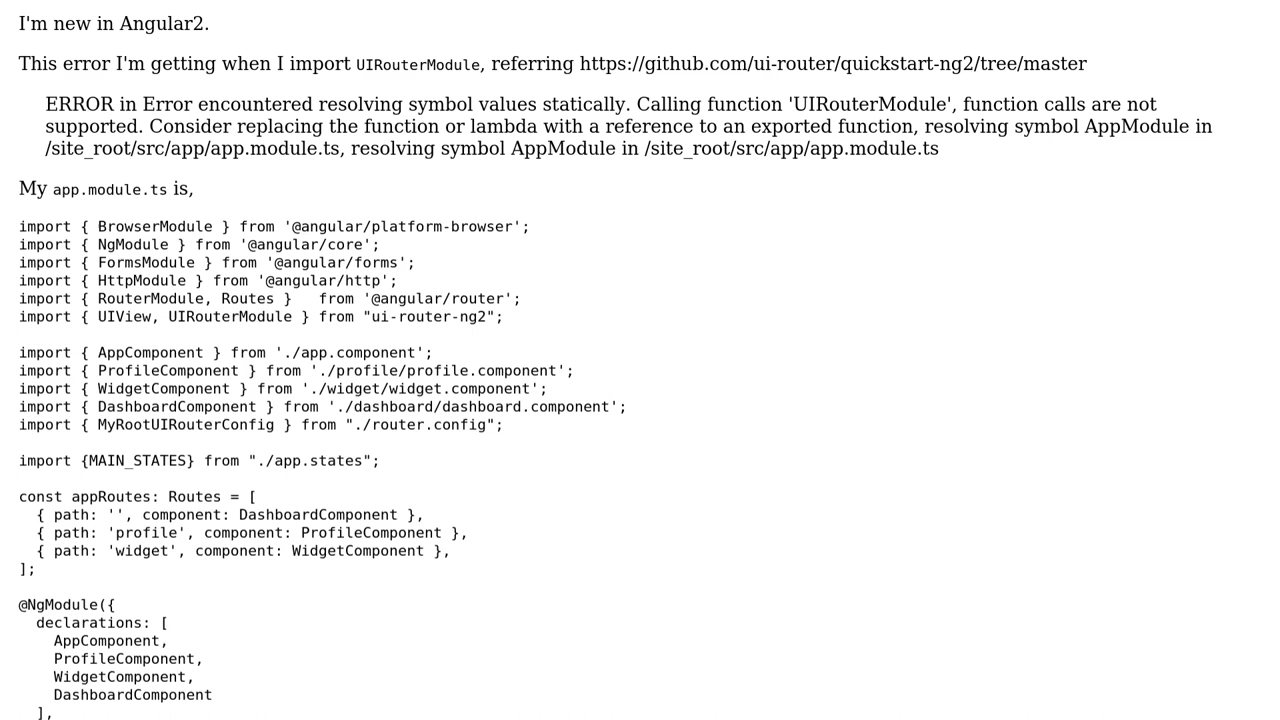 I'm new in Angular2.
This error I'm getting when I import UIRouterModule, referring https://github.com/ui-router/quickstart-ng2/tree/master
ERROR in Error encountered resolving symbol values statically. Calling function 'UIRouterModule', function calls are not
supported. Consider replacing the function or lambda with a reference to an exported function, resolving symbol AppModule in
/site_root/src/app/app.module.ts, resolving symbol AppModule in /site_root/src/app/app.module.ts
My app.module.ts is,
import { BrowserModule } from '@angular/platform-browser';
import { NgModule } from '@angular/core';
import { FormsModule } from '@angular/forms';
import { HttpModule } from '@angular/http';
import { RouterModule, Routes }   from '@angular/router';
import { UIView, UIRouterModule } from "ui-router-ng2";
import { AppComponent } from './app.component';
import { ProfileComponent } from './profile/profile.component';
import { WidgetComponent } from './widget/widget.component';
import { DashboardComponent } from './dashboard/dashboard.component';
import { MyRootUIRouterConfig } from "./router.config";
import {MAIN_STATES} from "./app.states";
const appRoutes: Routes = [
  { path: '', component: DashboardComponent },
  { path: 'profile', component: ProfileComponent },
  { path: 'widget', component: WidgetComponent },
];
@NgModule({
  declarations: [
    AppComponent,
    ProfileComponent,
    WidgetComponent,
    DashboardComponent
  ],